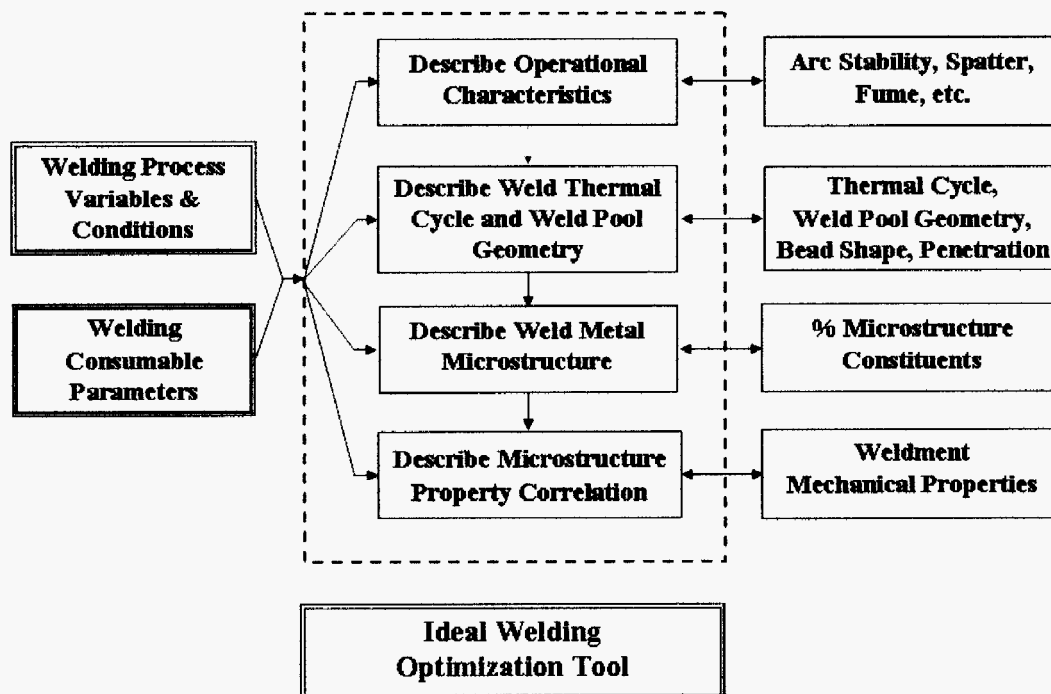 Describe Operational
Characteristics
Arc Stability, Spatter,
Fume, etc.
Welding Process
Variables &
Conditions
Describe Weld Thermal
Cycle and Weld Pool
Geometry
Thermal Cycle,
Weld Pool Geometry,
Bead Shape, Penetration
Welding
Consumable
Parameters
Describe Weld Metal
Microstructure
% Microstructure
Constituents
Describe Microstructure
Property Correlation
Weldment
Mechanical Properties
Ideal Welding
Optimization Tool